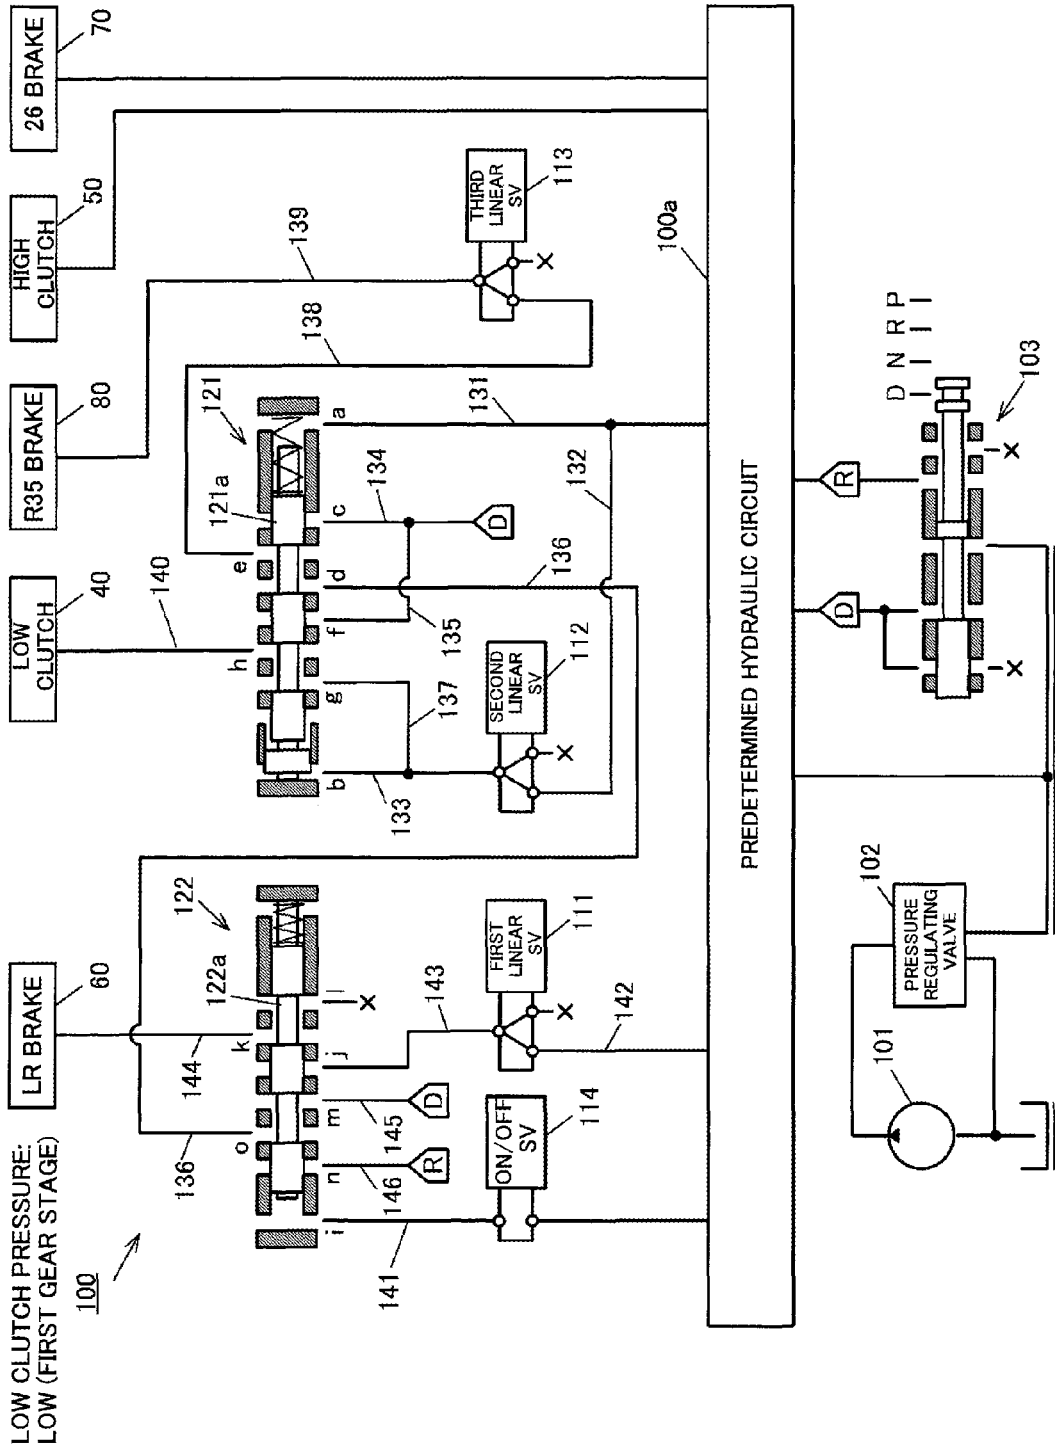 LOW CLUTCH PRESSURE:
LOW (FIRST GEAR STAGE)
100
LR BRAKE
60
LOW
CLUTCH
40
R35 BRAKE
80
HIGH
CLUTCH
50
26 BRAKE
70
136
144
140
139
138
122
122a
121
121a
o
k
h
e
i
n
m
j
l
b
g
f
d
c
a
X
141
146
145
143
133
137
135
136
134
131
132
R
D
D
ON/OFF
SV
114
FIRST
LINEAR
SV
111
SECOND
LINEAR
SV
112
THIRD
LINEAR
SV
113
X
X
X
142
100a
PREDETERMINED HYDRAULIC CIRCUIT
D
R
101
PRESSURE
REGULATING
VALVE
102
D N R P
103
X
X